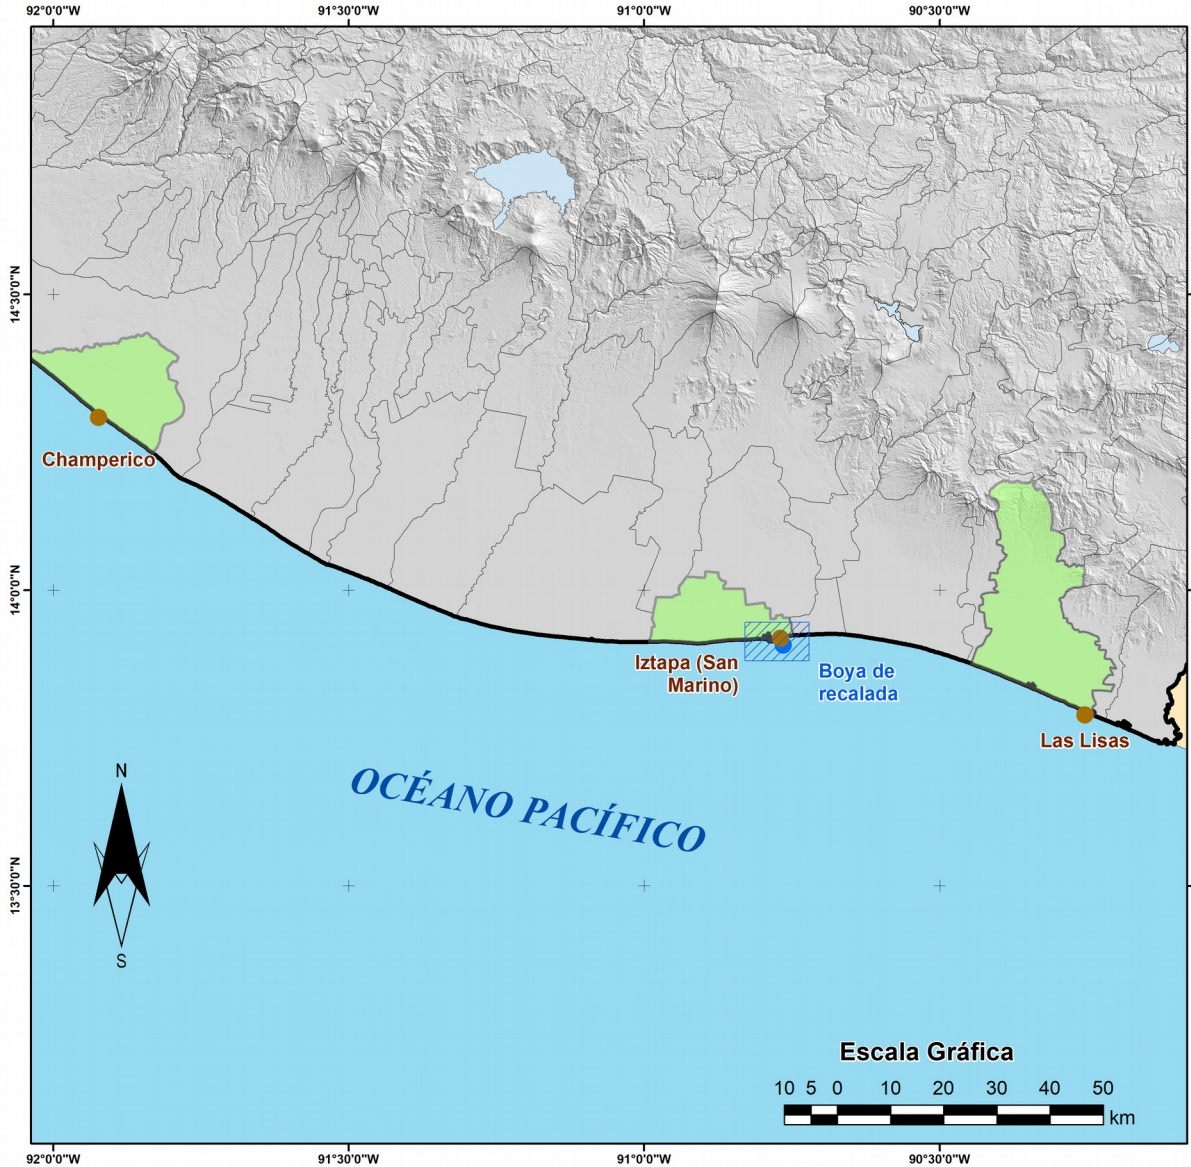 92°0'0"W 91°30'0"W 91°0'0"W 90°30'0"W
14°30'0"N
Champerico
14°0'0"N
Iztapa (San
Marino)
Boya de
recalada
Las Lisas
N
OCÉANO PACÍFICO
13°30'0"N
S
Escala Gráfica
10 5 0 10 20 30 40 50
km
92°0'0"W 91°30'0"W 91°0'0"W 90°30'0"W